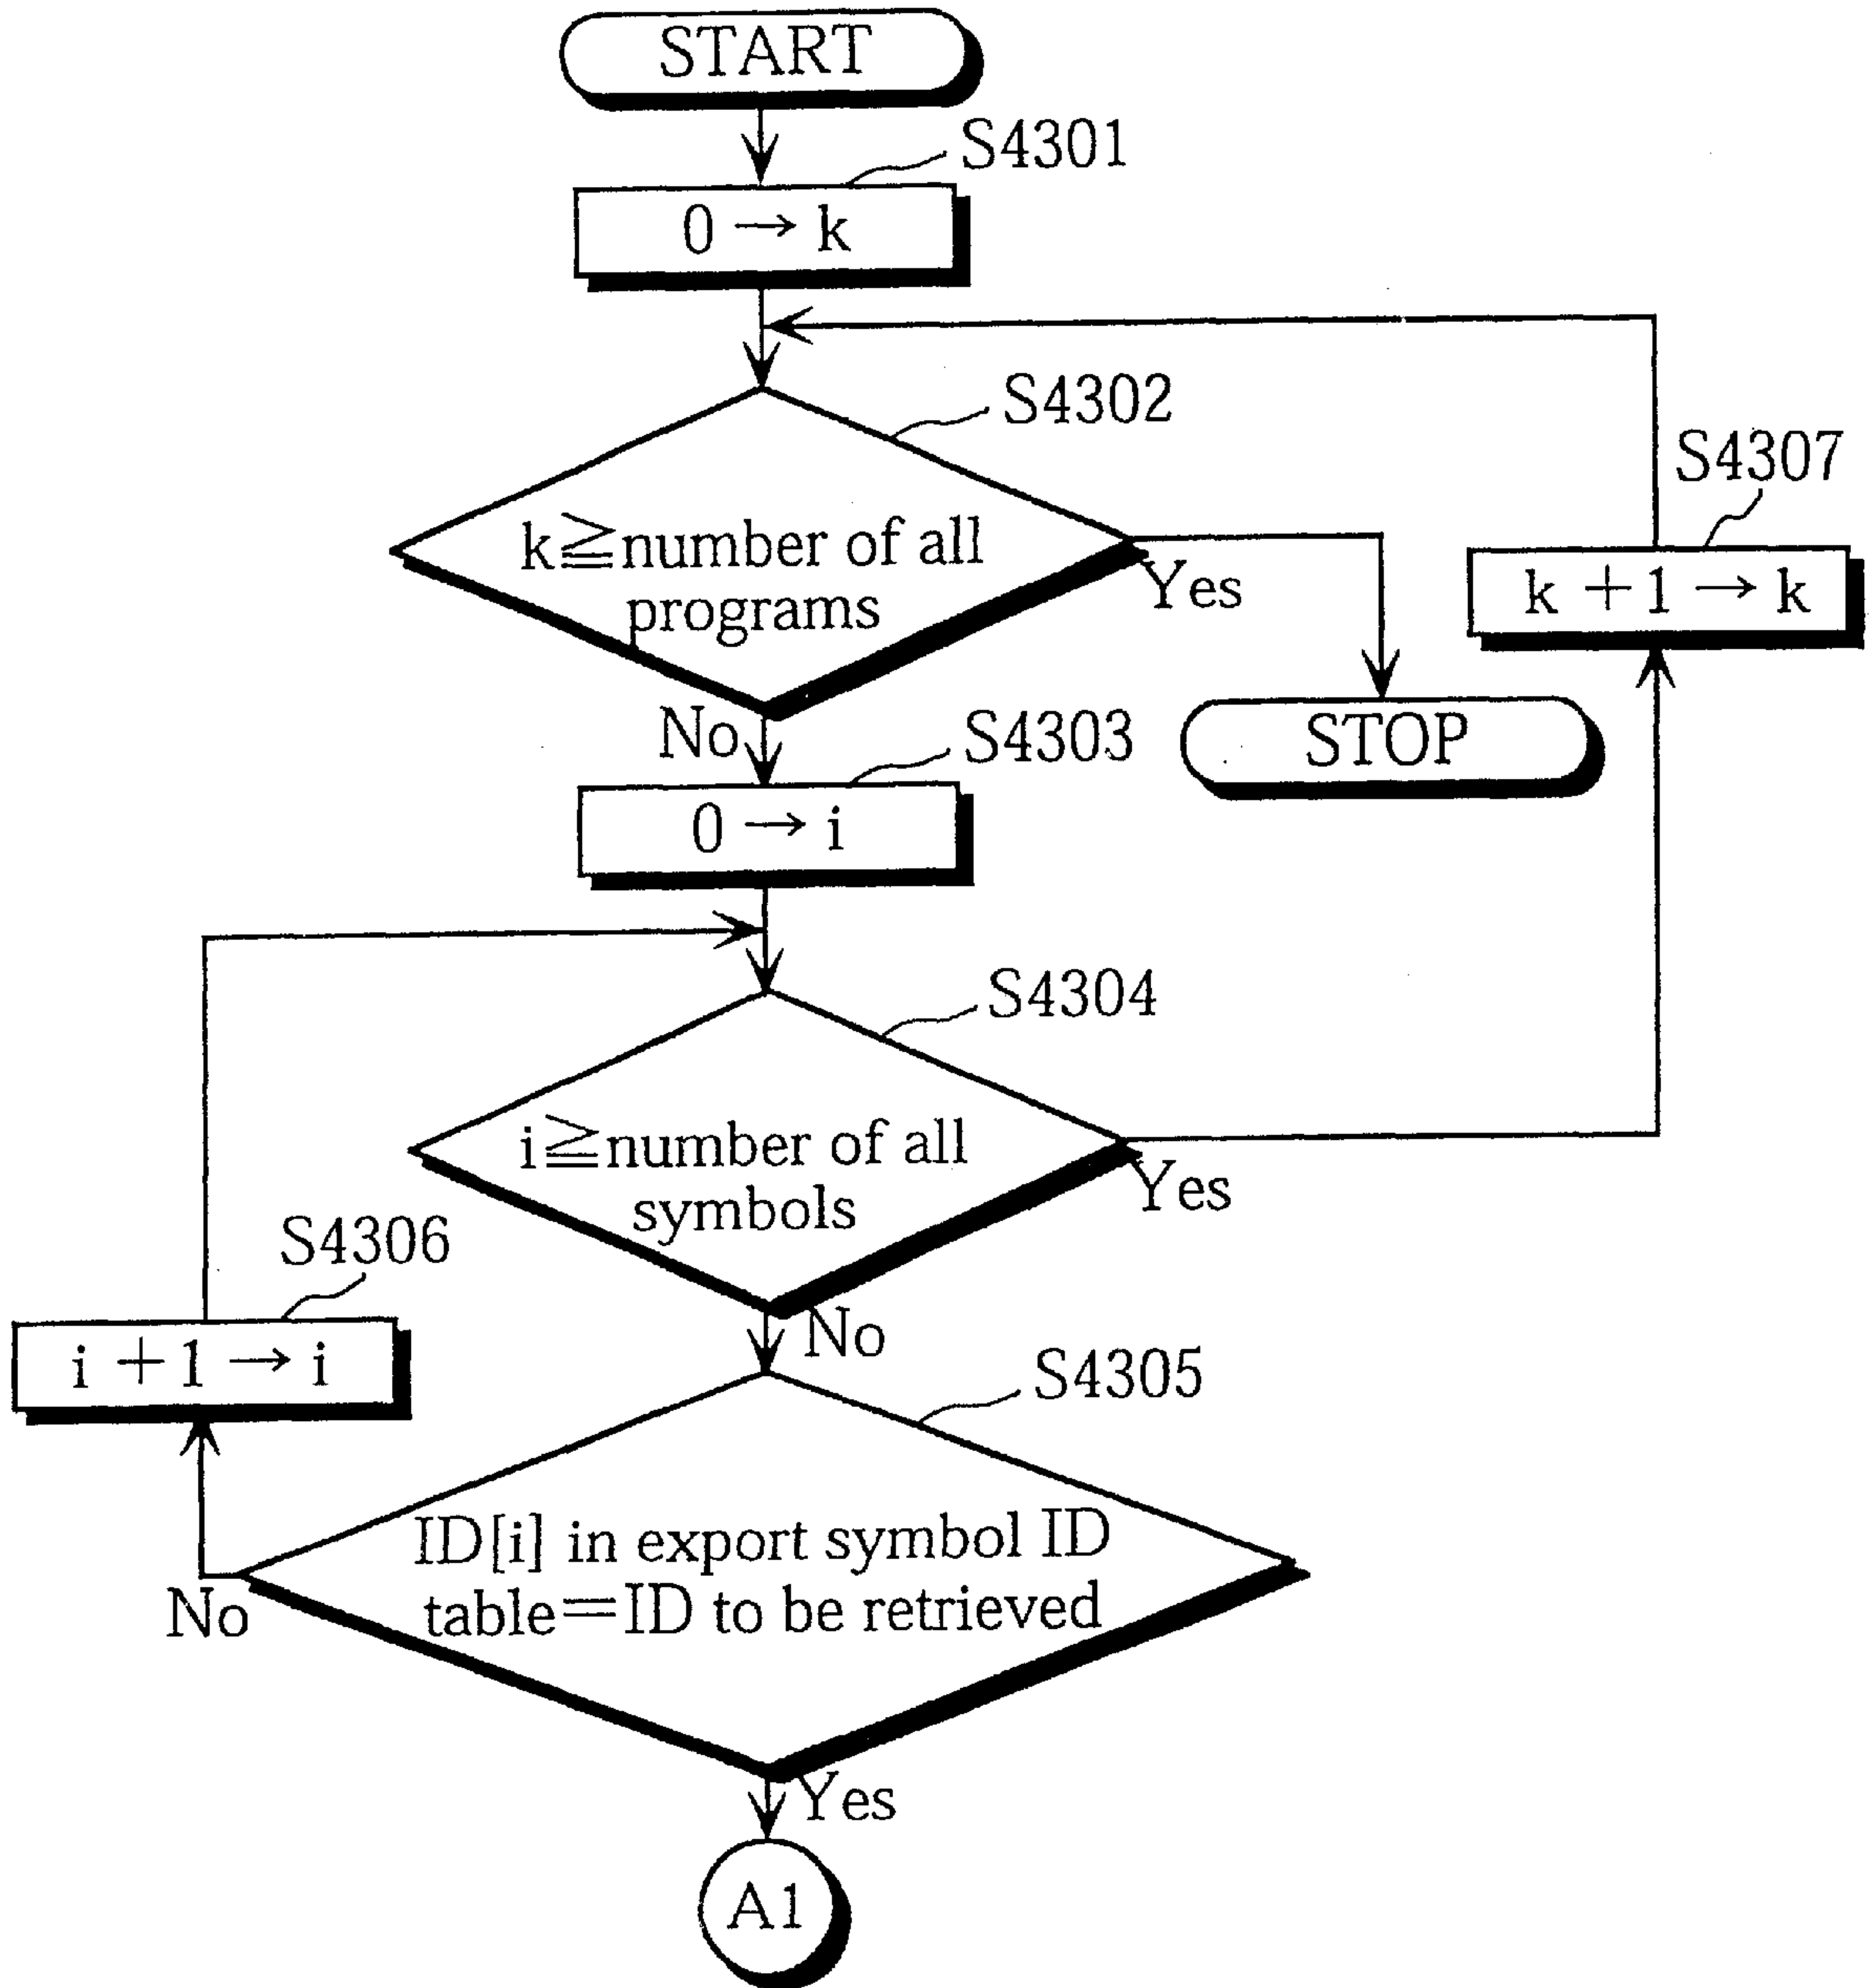 START
S4301
0 → k
S4302
k≧number of all
programs
Yes
No
S4307
k +1 → k
STOP
S4303
0 → i
S4304
i≧number of all
symbols
Yes
No
S4306
i +1 → i
S4305
ID[i] in export symbol ID
table=ID to be retrieved
No
Yes
A1